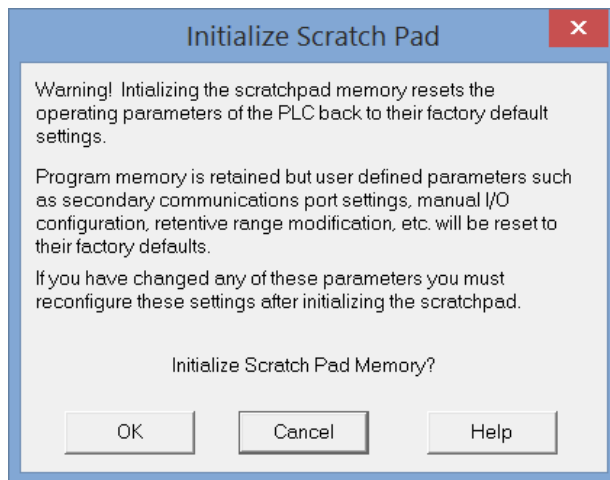 Initialize Scratch Pad
Warning! Intializing the scratchpad memory resets the
operating parameters of the PLC back to their factory default
settings.
Program memory is retained but user defined parameters such
as secondary communications port settings, manual I/O
configuration, retentive range modification, etc. will be reset to
their factory defaults.
If you have changed any of these parameters you must
reconfigure these settings after initializing the scratchpad.
Initialize Scratch Pad Memory?
OK Cancel Help